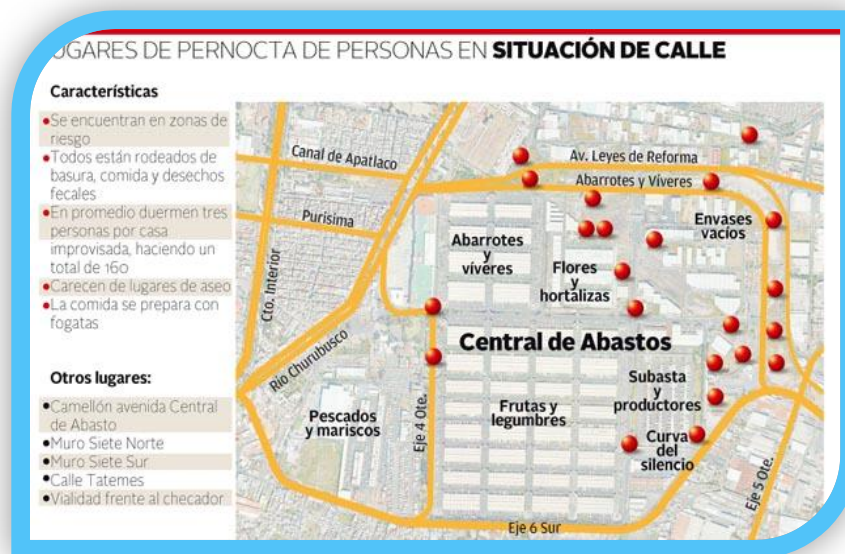 LUGARES DE PERNOCTA DE PERSONAS EN SITUACIÓN DE CALLE
Características
•Se encuentran en zonas de
riesgo
•Todos están rodeados de
basura, comida y desechos
fecales
•En promedio duermen tres
personas por casa
improvisada, haciendo un
total de 160
•Carecen de lugares de aseo
•La comida se prepara con
fogatas
Otros lugares:
•Camellón avenida Central
de Abasto
•Muro Siete Norte
•Muro Siete Sur
•Calle Tatemes
•Vialidad frente al checador
Canal de Apatlaco
Av. Leyes de Reforma
Abarrotes y Víveres
Purísima
Envases
vacíos
Abarrotes
y
víveres
Flores
y
hortalizas
Cto. Interior
Río Churubusco
Central de Abastos
Pescados
y mariscos
Eje 4 Ote.
Frutas y
legumbres
Subasta
y
productores
Curva
del
silencio
Eje 5 Ote.
Eje 6 Sur